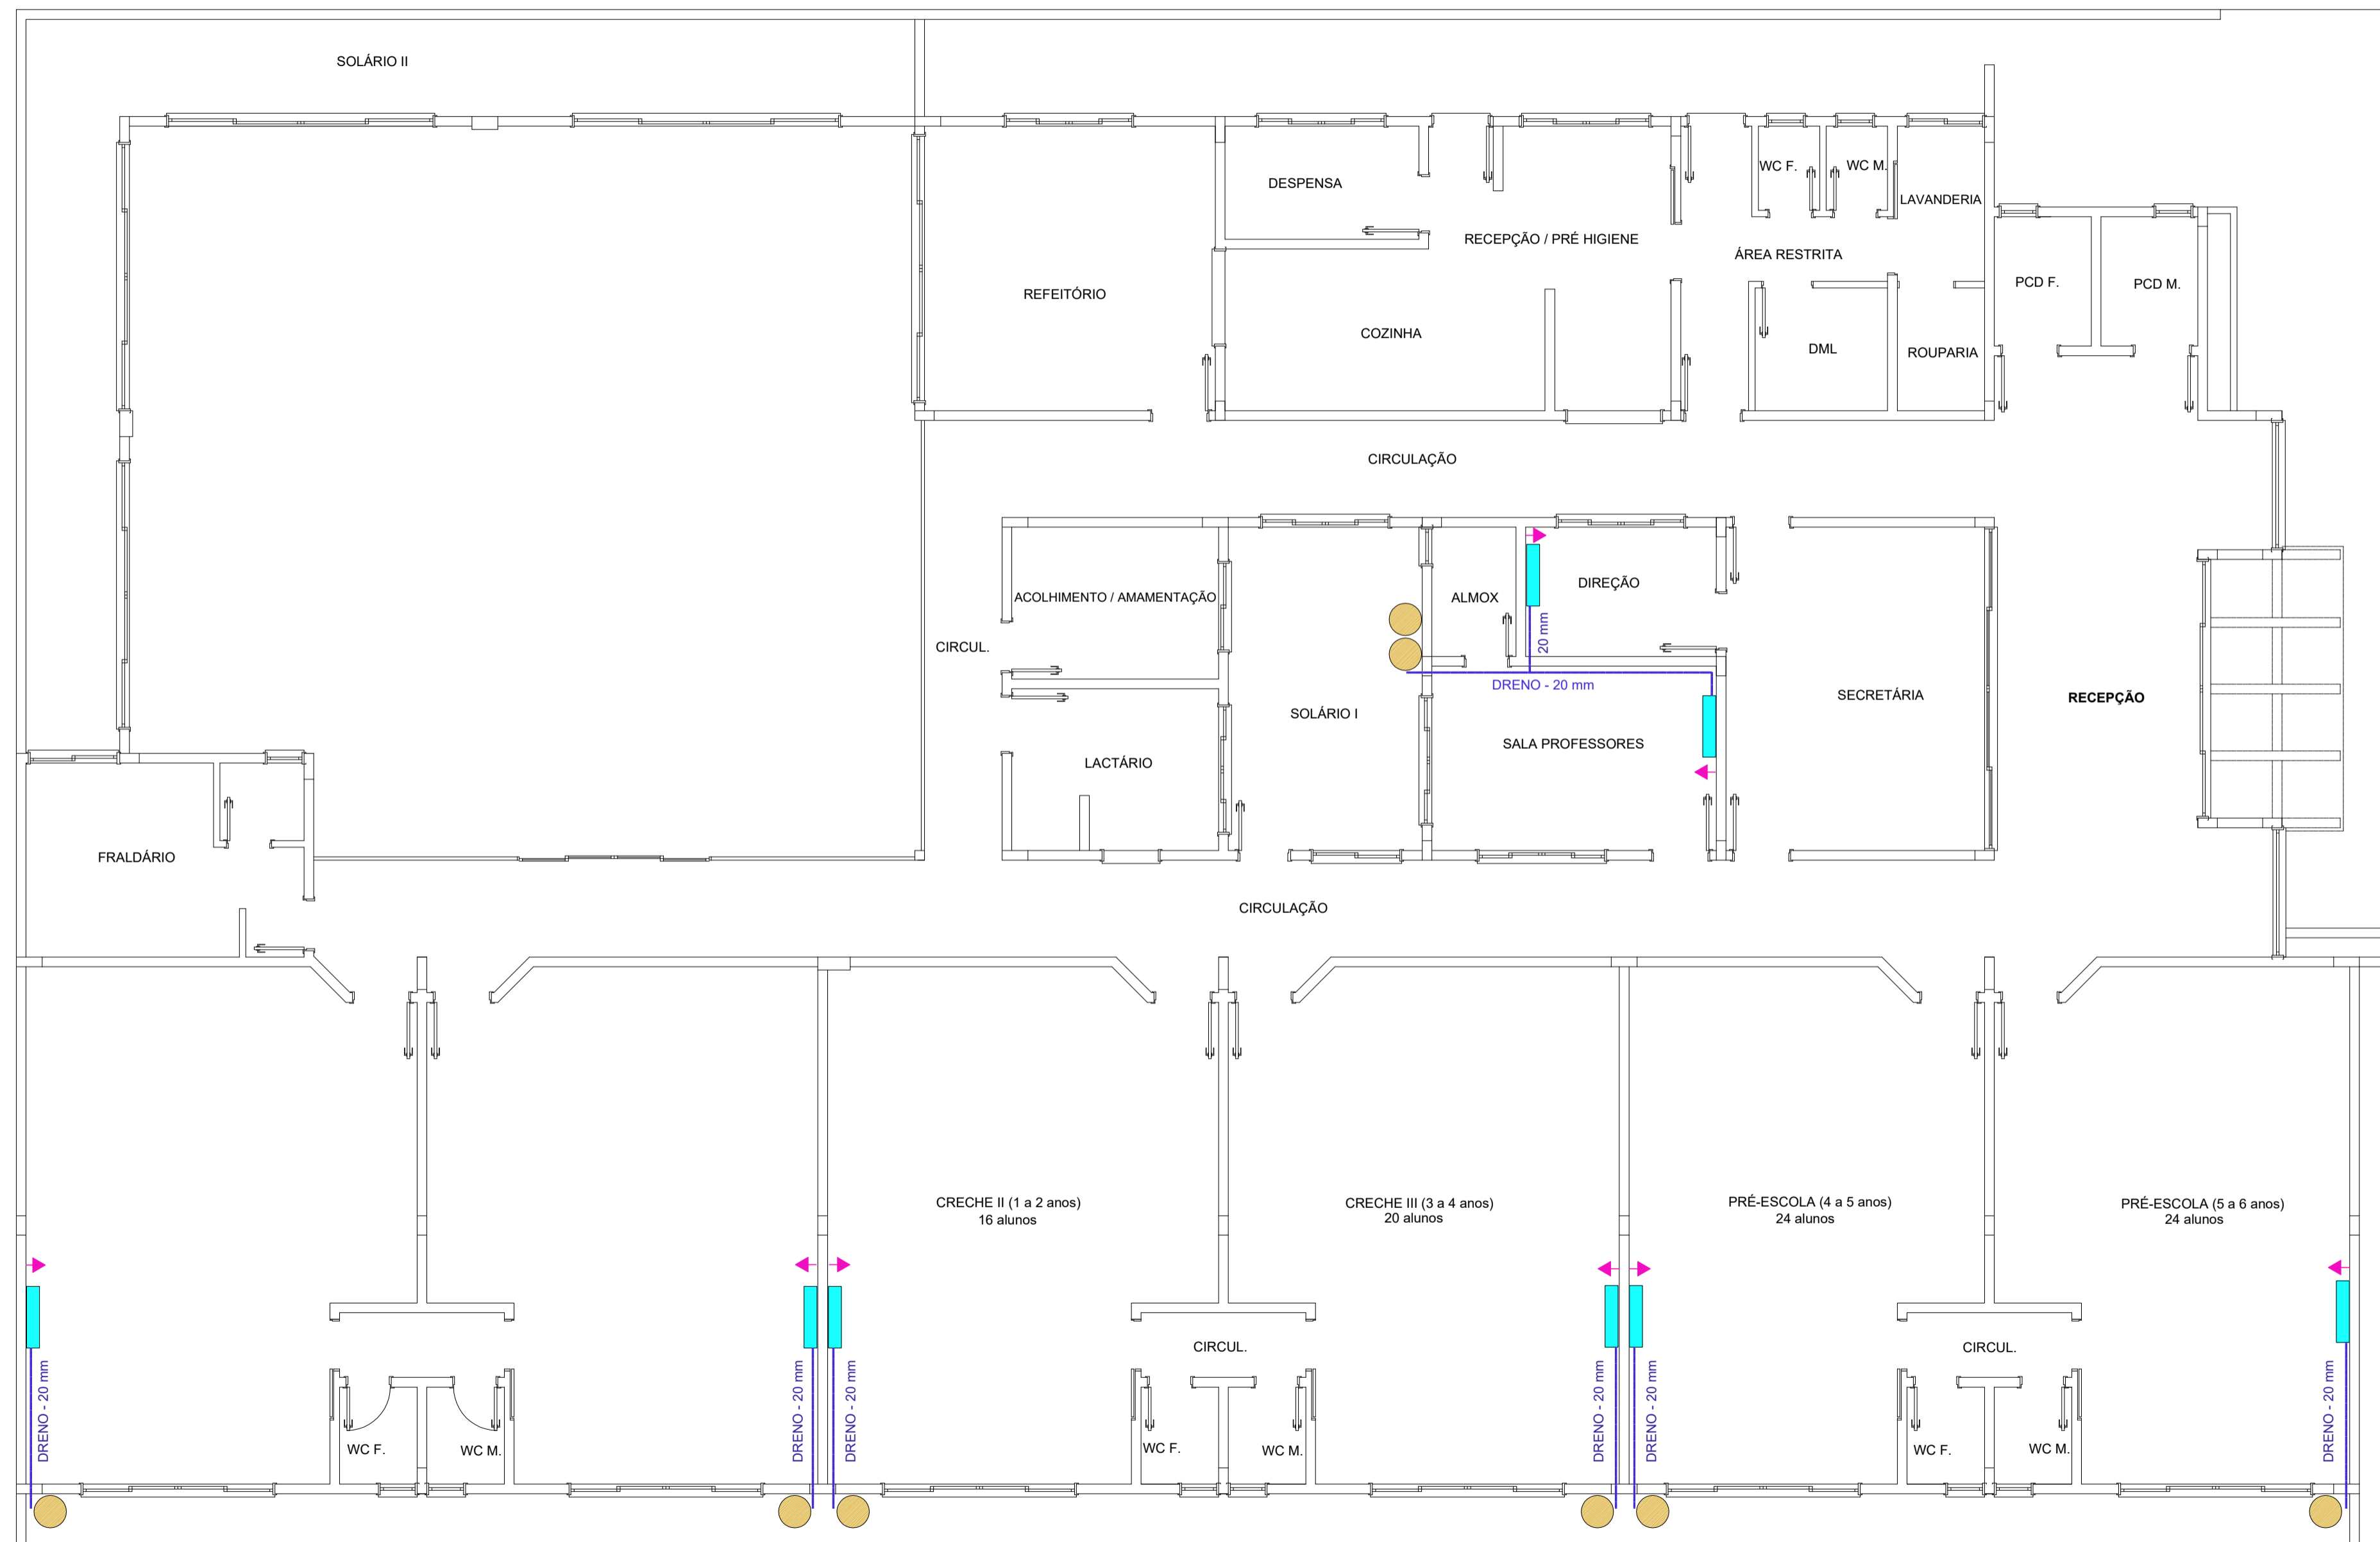 SOLÁRIO II
WC F.
WC M.
DESPENSA
LAVANDERIA
RECEPÇÃO / PRÉ HIGIENE
ÁREA RESTRITA
PCD F.
PCD M.
REFEITÓRIO
COZINHA
DML
ROUPARIA
CIRCULAÇÃO
DIREÇÃO
ACOLHIMENTO / AMAMENTAÇÃO
ALMOX
20 mm
CIRCUL.
DRENO - 20 mm
SECRETÁRIA
RECEPÇÃO
SOLÁRIO I
SALA PROFESSORES
LACTÁRIO
FRALDÁRIO
CIRCULAÇÃO
CRECHE II (1 a 2 anos)
16 alunos
CRECHE III (3 a 4 anos)
20 alunos
PRÉ-ESCOLA (4 a 5 anos)
24 alunos
PRÉ-ESCOLA (5 a 6 anos)
24 alunos
CIRCUL.
CIRCUL.
DRENO - 20 mm
DRENO - 20 mm
DRENO - 20 mm
DRENO - 20 mm
DRENO - 20 mm
DRENO - 20 mm
WC F.
WC M.
WC F.
WC M.
WC F.
WC M.